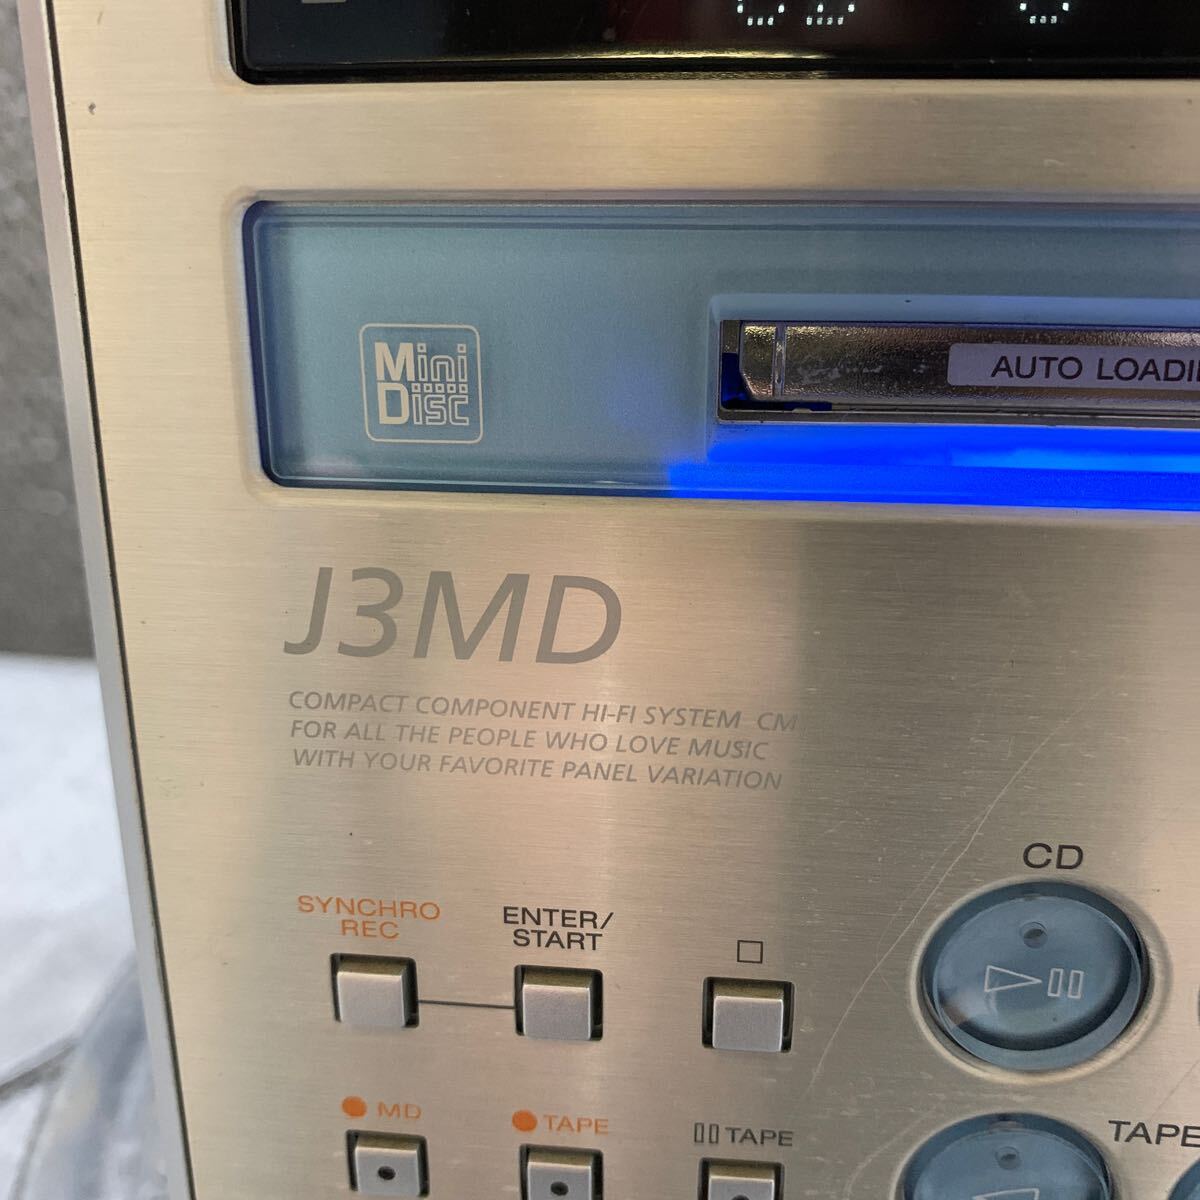 Mini
Disc
AUTO LOADI
J3MD
COMPACT COMPONENT HI-FI SYSTEM CM
FOR ALL THE PEOPLE WHO LOVE MUSIC
WITH YOUR FAVORITE PANEL VARIATION
CD
SYNCHRO
REC
ENTER/
START
MD
TAPE
TAPE
TAPE